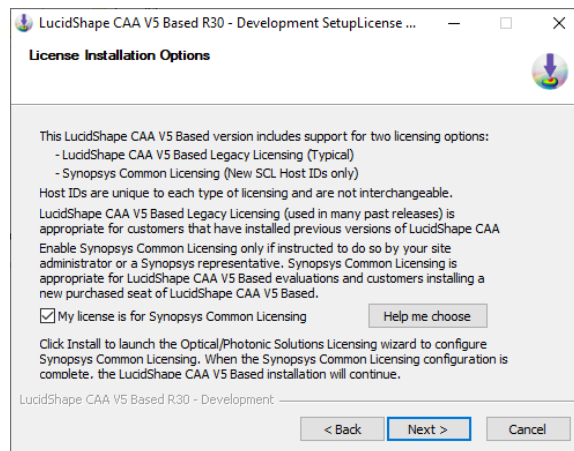 LucidShape CAA V5 Based R30 - Development SetupLicense ...
License Installation Options
This LucidShape CAA V5 Based version includes support for two licensing options:
- LucidShape CAA V5 Based Legacy Licensing (Typical)
- Synopsys Common Licensing (New SCL Host IDs only)
Host IDs are unique to each type of licensing and are not interchangeable.
LucidShape CAA V5 Based Legacy Licensing (used in many past releases) is
appropriate for customers that have installed previous versions of LucidShape CAA
Enable Synopsys Common Licensing only if instructed to do so by your site
administrator or a Synopsys representative. Synopsys Common Licensing is
appropriate for LucidShape CAA V5 Based evaluations and customers installing a
new purchased seat of LucidShape CAA V5 Based.
My license is for Synopsys Common Licensing
Help me choose
Click Install to launch the Optical/Photonic Solutions Licensing wizard to configure
Synopsys Common Licensing. When the Synopsys Common Licensing configuration is
complete, the LucidShape CAA V5 Based installation will continue.
LucidShape CAA V5 Based R30 - Development
< Back
Next >
Cancel